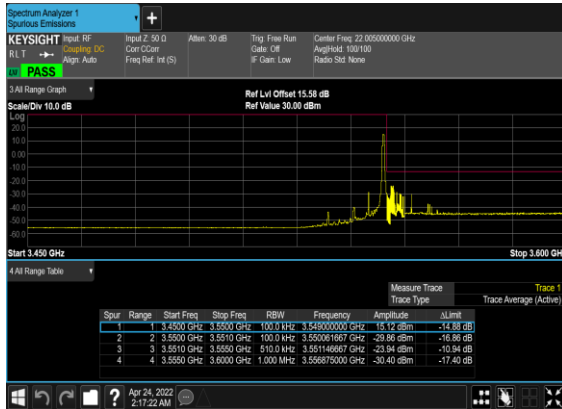 Spectrum Analyzer 1
Spurious Emissions
KEYSIGHT
RLT
Input: RF
Coupling: DC
Align: Auto
Input Z: 50 Ω
Corr CCorr
Freq Ref: Int (S)
Atten: 30 dB
Trig: Free Run
Gate: Off
IF Gain: Low
Center Freq: 22.005000000 GHz
Avg|Hold: 100/100
Radio Std: None
PASS
3 All Range Graph
Ref Lvl Offset 15.58 dB
Scale/Div 10.0 dB
Ref Value 30.00 dBm
Log
20.0
10.0
0.00
-10.0
-20.0
-30.0
-40.0
-50.0
-60.0
Start 3.450 GHz
Stop 3.600 GH
4 All Range Table
Measure Trace Trace 1
Trace Type Trace Average (Active)
Spur Range Start Freq Stop Freq RBW Frequency Amplitude ΔLimit
1 1 3.4500 GHz 3.5500 GHz 100.0 kHz 3.549000000 GHz 15.12 dBm -14.88 dB
2 2 3.5500 GHz 3.5510 GHz 100.0 kHz 3.550061667 GHz -29.86 dBm -16.86 dB
3 3 3.5510 GHz 3.5550 GHz 510.0 kHz 3.551146667 GHz -23.94 dBm -10.94 dB
4 4 3.5550 GHz 3.6000 GHz 1.000 MHz 3.556875000 GHz -30.40 dBm -17.40 dB
Apr 24, 2022
2:17:22 AM